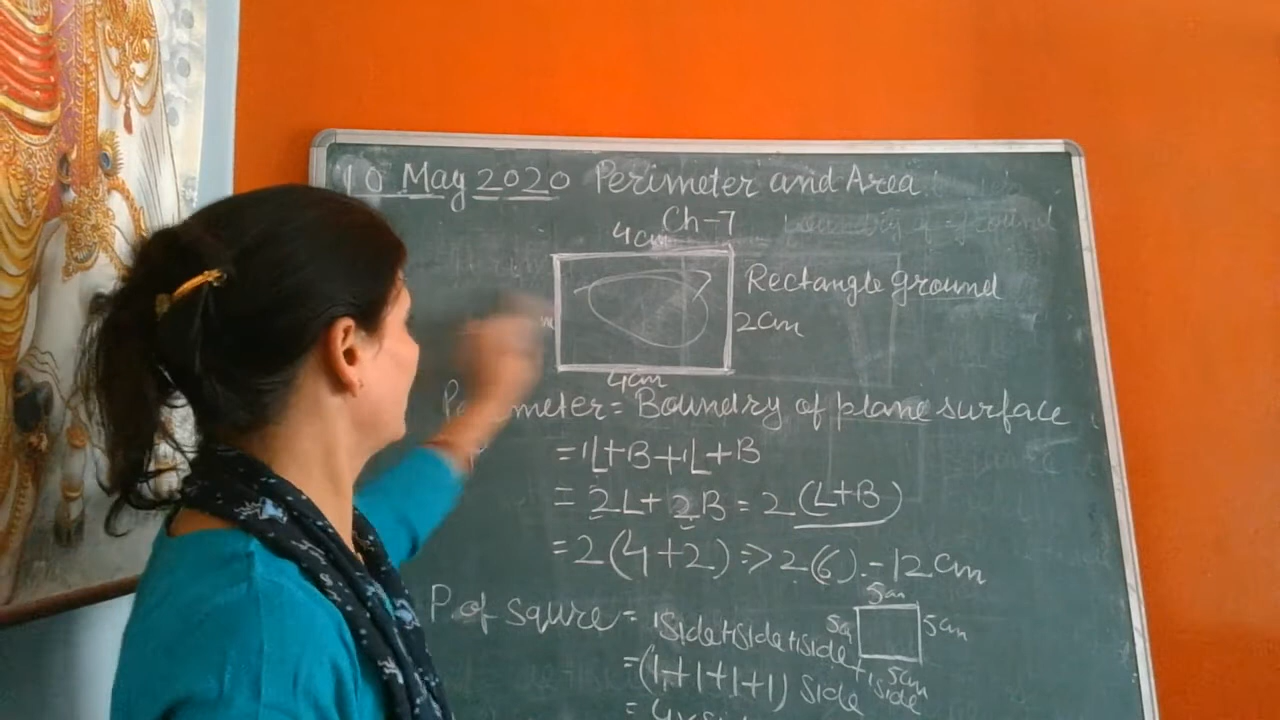 10 May 2020 Perimeter and Area
Ch-7
4cm
Rectangle ground
2cm
4cm
Boundry of plane surface
=1L+B+1L+B
= 2L+2B = 2(L+B)
=2(4+2)=>2(6)=12cm
P. of Squre = 1side+1side+1side+1side
5cm
5cm
5cm
=(1+1+1+1) side